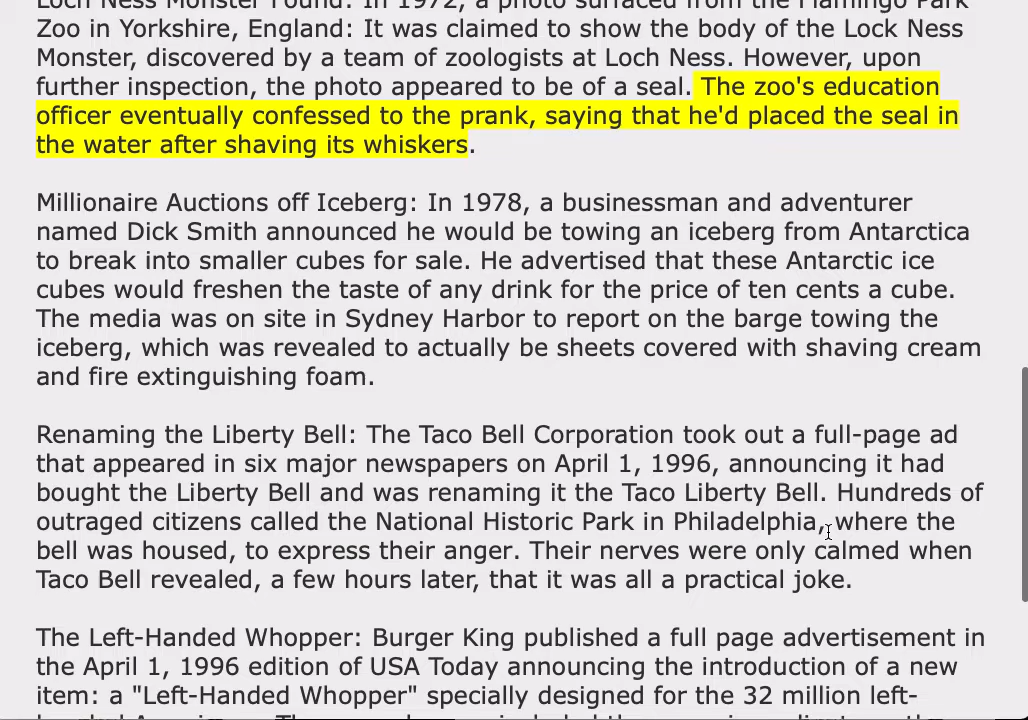 Loch Ness Monster Found: In 1972, a photo surfaced from the Flamingo Park
Zoo in Yorkshire, England: It was claimed to show the body of the Lock Ness
Monster, discovered by a team of zoologists at Loch Ness. However, upon
further inspection, the photo appeared to be of a seal. The zoo's education
officer eventually confessed to the prank, saying that he'd placed the seal in
the water after shaving its whiskers.
Millionaire Auctions off Iceberg: In 1978, a businessman and adventurer
named Dick Smith announced he would be towing an iceberg from Antarctica
to break into smaller cubes for sale. He advertised that these Antarctic ice
cubes would freshen the taste of any drink for the price of ten cents a cube.
The media was on site in Sydney Harbor to report on the barge towing the
iceberg, which was revealed to actually be sheets covered with shaving cream
and fire extinguishing foam.
Renaming the Liberty Bell: The Taco Bell Corporation took out a full-page ad
that appeared in six major newspapers on April 1, 1996, announcing it had
bought the Liberty Bell and was renaming it the Taco Liberty Bell. Hundreds of
outraged citizens called the National Historic Park in Philadelphia, where the
bell was housed, to express their anger. Their nerves were only calmed when
Taco Bell revealed, a few hours later, that it was all a practical joke.
The Left-Handed Whopper: Burger King published a full page advertisement in
the April 1, 1996 edition of USA Today announcing the introduction of a new
item: a "Left-Handed Whopper" specially designed for the 32 million left-